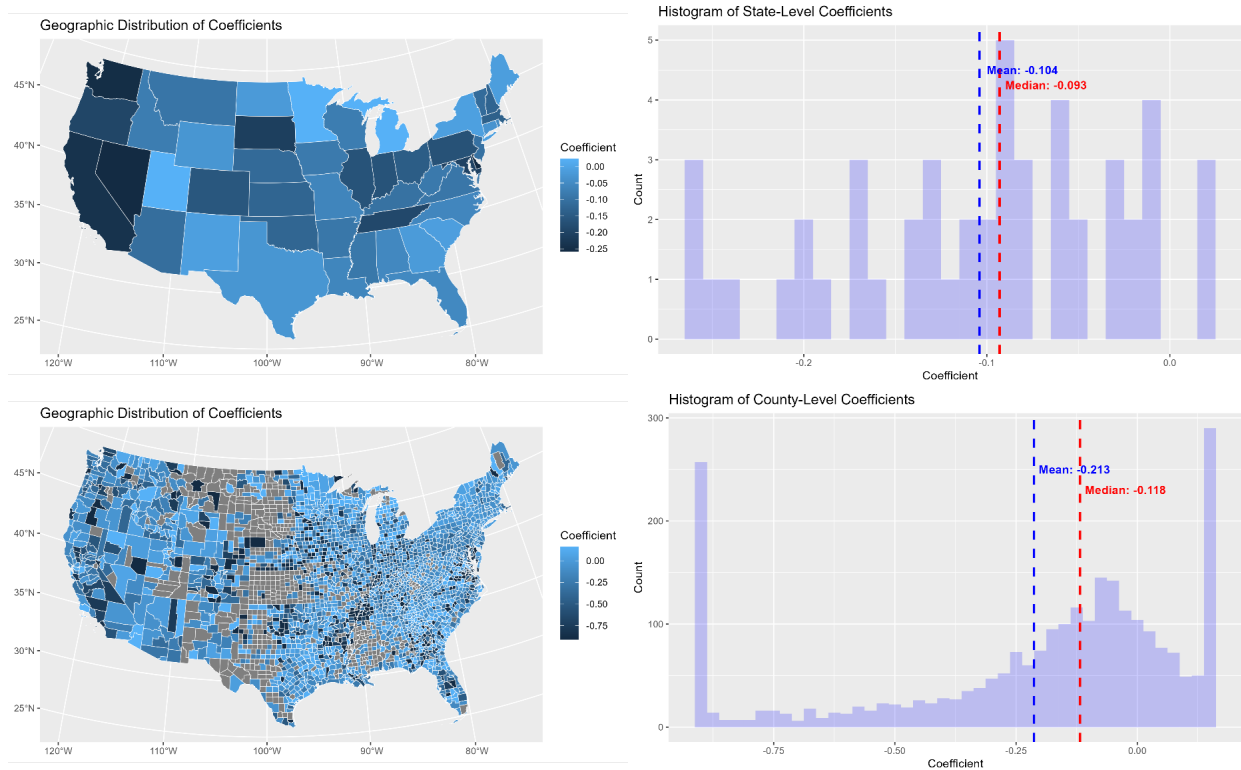 Geographic Distribution of Coefficients
45°N
40°N
35°N
30°N
25°N
120°W
110°W
100°W
90°W
80°W
Coefficient
0.00
-0.05
-0.10
-0.15
-0.20
-0.25
Histogram of State-Level Coefficients
Count
5
4
3
2
1
0
Mean: -0.104
Median: -0.093
-0.2
-0.1
0.0
Coefficient
Geographic Distribution of Coefficients
45°N
40°N
35°N
30°N
25°N
120°W
110°W
100°W
90°W
80°W
Coefficient
0.00
-0.25
-0.50
-0.75
Histogram of County-Level Coefficients
Count
300
200
100
0
Mean: -0.213
Median: -0.118
-0.75
-0.50
-0.25
0.00
Coefficient